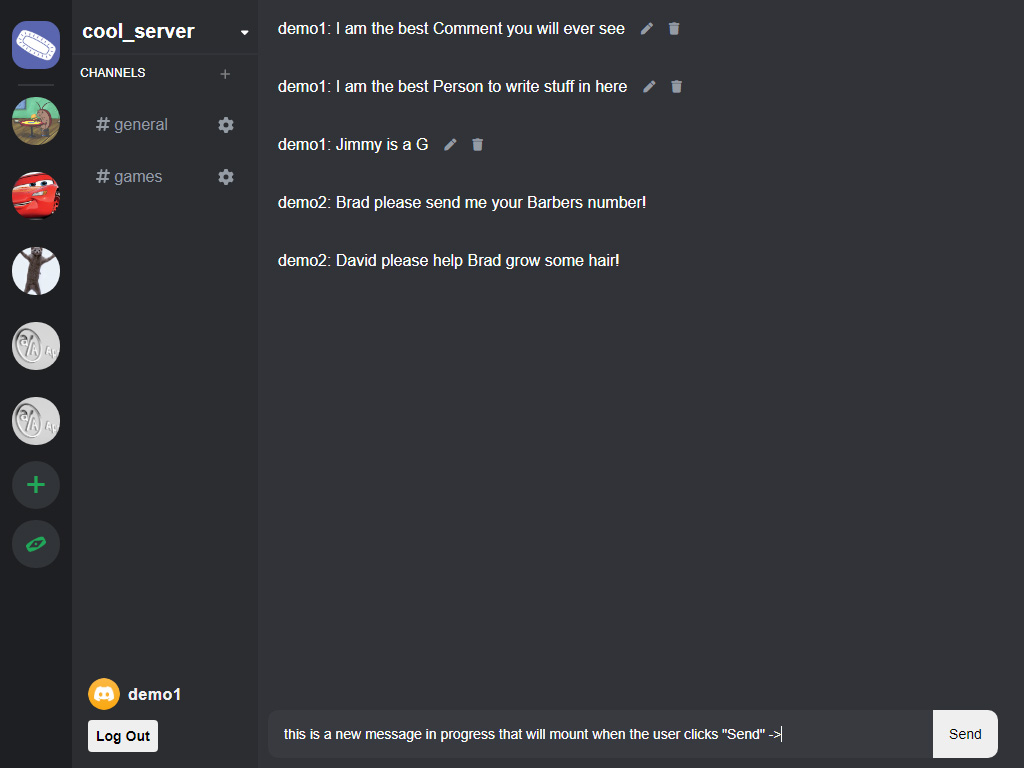 cool_server
CHANNELS
# general
# games
demo1: I am the best Comment you will ever see
demo1: I am the best Person to write stuff in here
demo1: Jimmy is a G
demo2: Brad please send me your Barbers number!
demo2: David please help Brad grow some hair!
demo1
Log Out
this is a new message in progress that will mount when the user clicks "Send" ->
Send